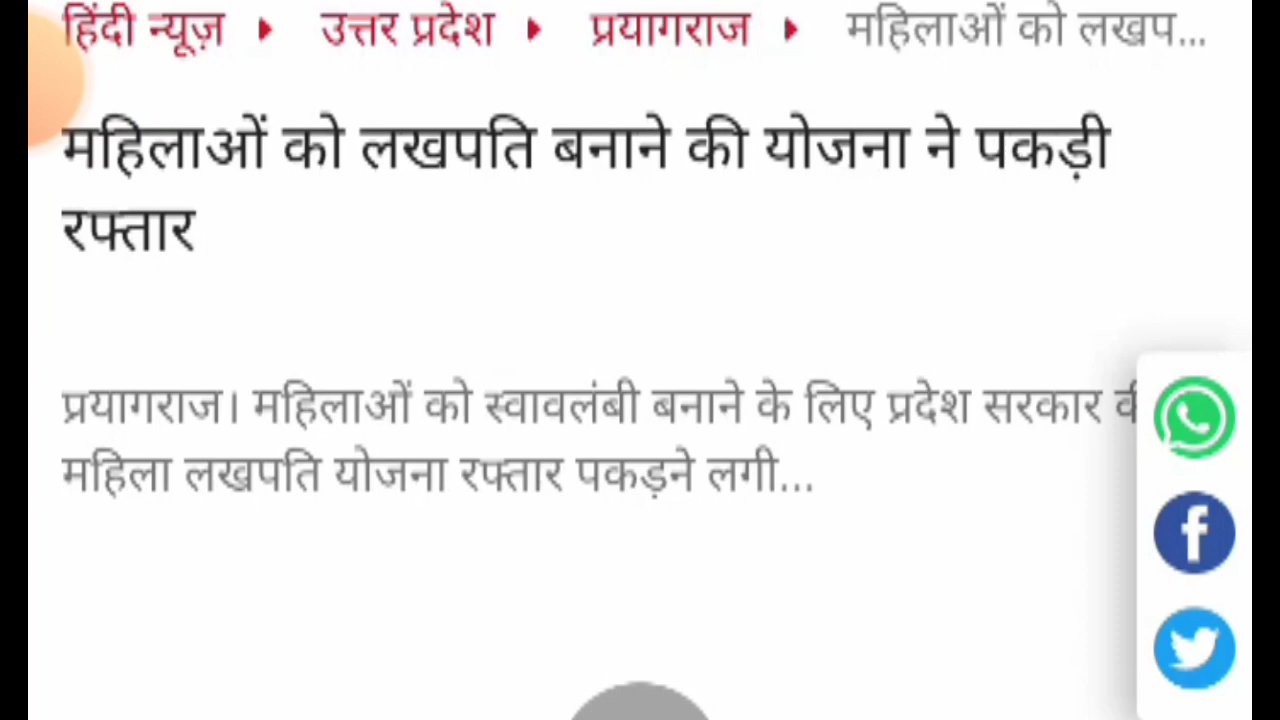 हिंदी न्यूज़ उत्तर प्रदेश प्रयागराज महिलाओं को लखप...
महिलाओं को लखपति बनाने की योजना ने पकड़ी
रफ्तार
प्रयागराज। महिलाओं को स्वावलंबी बनाने के लिए प्रदेश सरकार की
महिला लखपति योजना रफ्तार पकड़ने लगी...